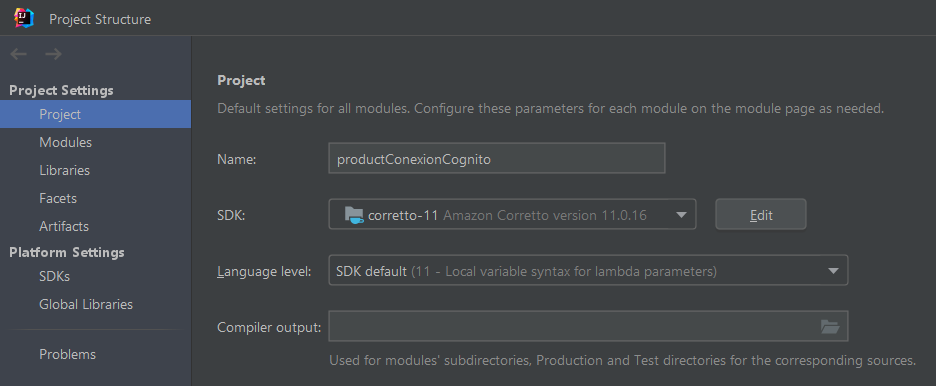 Project Structure
Project Settings
Project
Modules
Libraries
Facets
Artifacts
Platform Settings
SDKs
Global Libraries
Problems
Project
Default settings for all modules. Configure these parameters for each module on the module page as needed.
Name: productConexionCognito
SDK: corretto-11 Amazon Corretto version 11.0.16 Edit
Language level: SDK default (11 - Local variable syntax for lambda parameters)
Compiler output:
Used for modules' subdirectories, Production and Test directories for the corresponding sources.